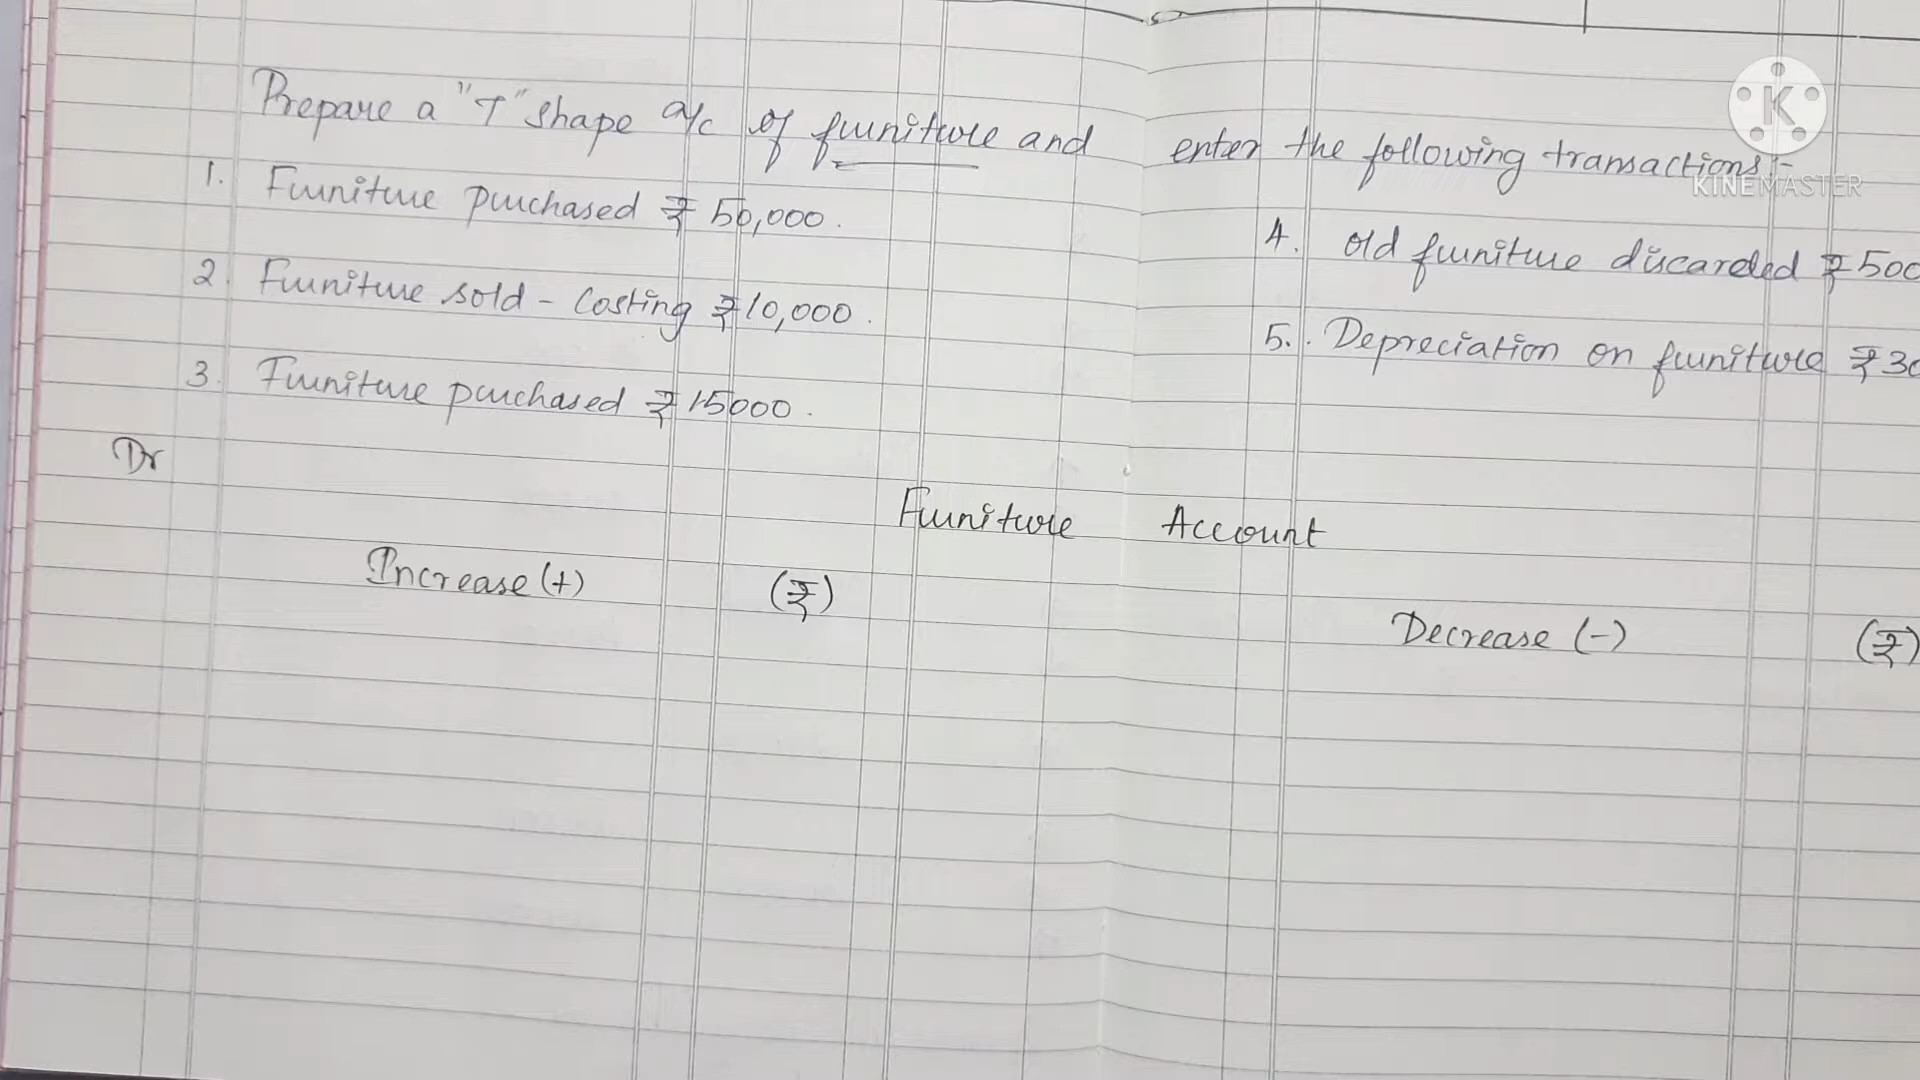 Prepare a "T" shape a/c of furniture and enter the following transactions:-
1. Furniture purchased ₹ 50,000.
2. Furniture sold - Costing ₹10,000.
3. Furniture purchased ₹ 15000.
4. old furniture discarded ₹500
5. Depreciation on furniture ₹30
Dr
Furniture Account
Increase (+) (₹) Decrease (-) (₹)
K
KINEMASTER